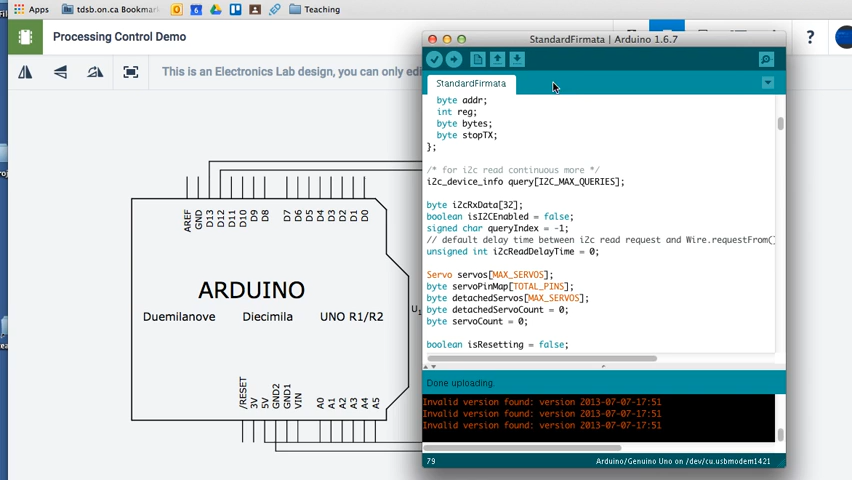 Apps
tdsb.on.ca Bookmar
Teaching
Processing Control Demo
?
This is an Electronics Lab design, you can only edi
StandardFirmata | Arduino 1.6.7
StandardFirmata
byte addr;
int reg;
byte bytes;
byte stopTX;
};
/* for i2c read continuous more */
i2c_device_info query[I2C_MAX_QUERIES];
byte i2cRxData[32];
boolean isI2CEnabled = false;
signed char queryIndex = -1;
// default delay time between i2c read request and Wire.requestFrom()
unsigned int i2cReadDelayTime = 0;
Servo servos[MAX_SERVOS];
byte servoPinMap[TOTAL_PINS];
byte detachedServos[MAX_SERVOS];
byte detachedServoCount = 0;
byte servoCount = 0;
boolean isResetting = false;
Done uploading.
Invalid version found: version 2013-07-07-17:51
Invalid version found: version 2013-07-07-17:51
Invalid version found: version 2013-07-07-17:51
79
Arduino/Genuino Uno on /dev/cu.usbmodem1421
AREF GND D13 D12 D11 D10 D9 D8 D7 D6 D5 D4 D3 D2 D1 D0
ARDUINO
Duemilanove Diecimila UNO R1/R2
/RESET 3V 5V GND2 GND1 VIN A0 A1 A2 A3 A4 A5